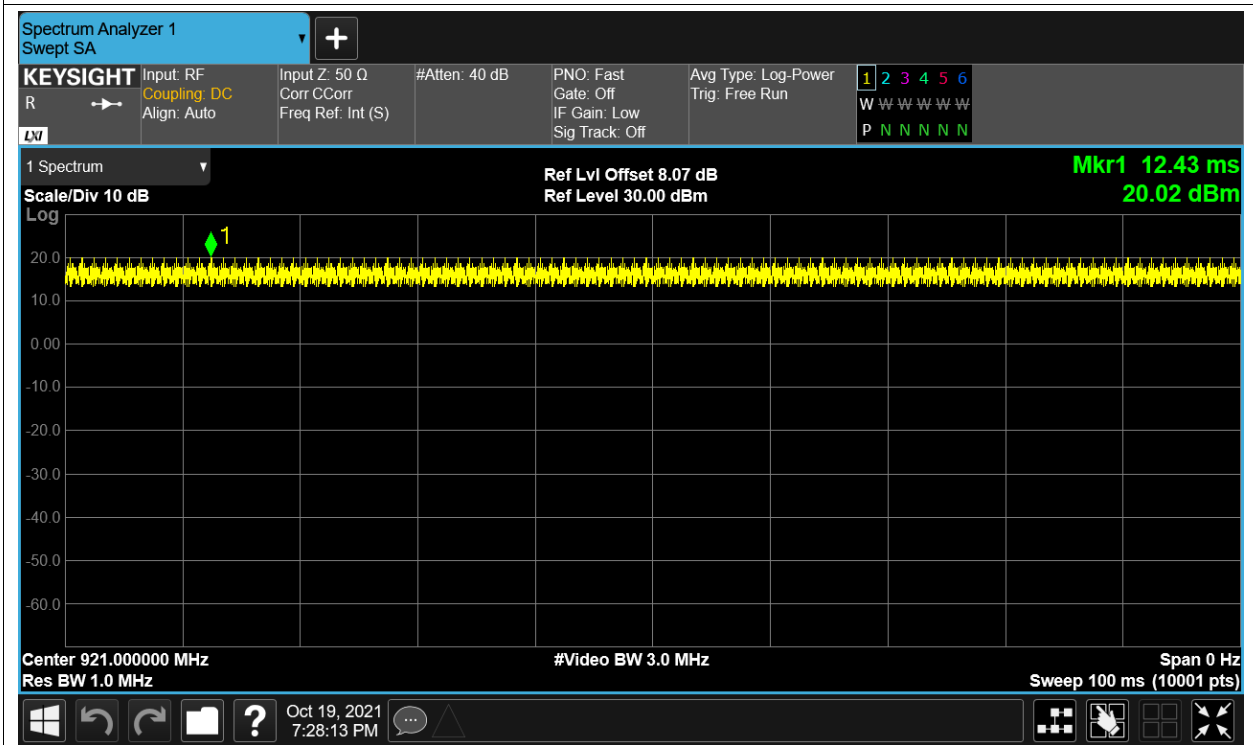 Spectrum Analyzer 1
Swept SA
KEYSIGHT
R
LXI
Input: RF
Coupling: DC
Align: Auto
Input Z: 50 Ω
Corr CCorr
Freq Ref: Int (S)
#Atten: 40 dB
PNO: Fast
Gate: Off
IF Gain: Low
Sig Track: Off
Avg Type: Log-Power
Trig: Free Run
1 2 3 4 5 6
W W W W W W
P N N N N N
1 Spectrum
Scale/Div 10 dB
Log
Ref Lvl Offset 8.07 dB
Ref Level 30.00 dBm
Mkr1 12.43 ms
20.02 dBm
1
20.0
10.0
0.00
-10.0
-20.0
-30.0
-40.0
-50.0
-60.0
Center 921.000000 MHz
Res BW 1.0 MHz
#Video BW 3.0 MHz
Span 0 Hz
Sweep 100 ms (10001 pts)
?
Oct 19, 2021
7:28:13 PM